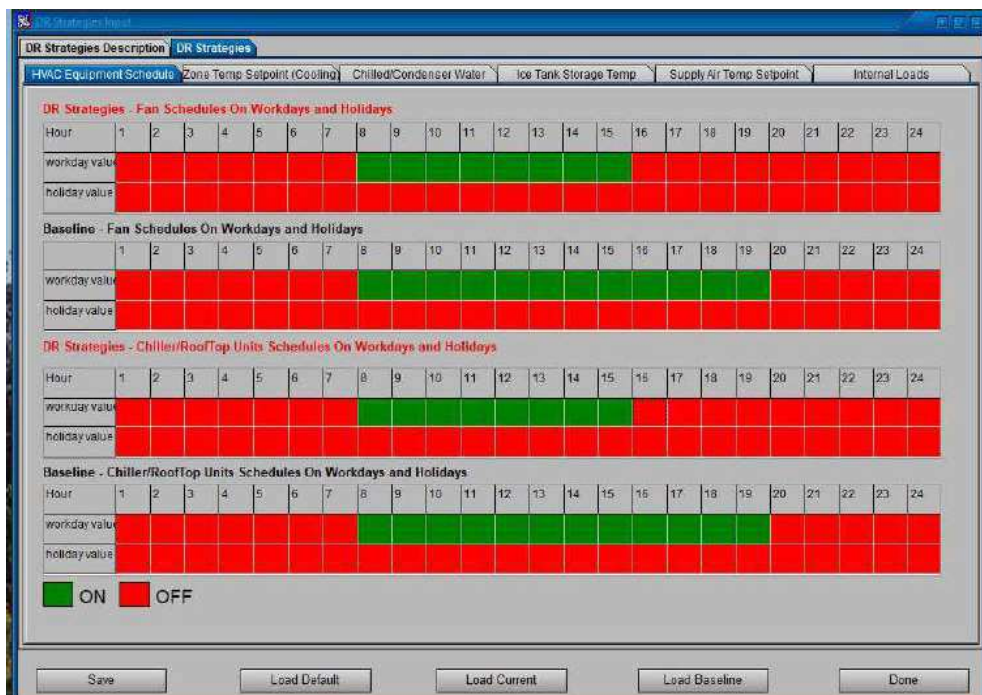 DR Strategies Input
DR Strategies Description DR Strategies
HVAC Equipment Schedule Zone Temp Setpoint (Cooling) Chilled/Condenser Water Ice Tank Storage Temp Supply Air Temp Setpoint Internal Loads
DR Strategies - Fan Schedules On Workdays and Holidays
Hour 1 2 3 4 5 6 7 8 9 10 11 12 13 14 15 16 17 18 19 20 21 22 23 24
workday value
holiday value
Baseline - Fan Schedules On Workdays and Holidays
1 2 3 4 5 6 7 8 9 10 11 12 13 14 15 16 17 18 19 20 21 22 23 24
workday value
holiday value
DR Strategies - Chiller/RoofTop Units Schedules On Workdays and Holidays
Hour 1 2 3 4 5 6 7 8 9 10 11 12 13 14 15 16 17 18 19 20 21 22 23 24
workday value
holiday value
Baseline - Chiller/RoofTop Units Schedules On Workdays and Holidays
Hour 1 2 3 4 5 6 7 8 9 10 11 12 13 14 15 16 17 18 19 20 21 22 23 24
workday value
holiday value
ON OFF
Save Load Default Load Current Load Baseline Done